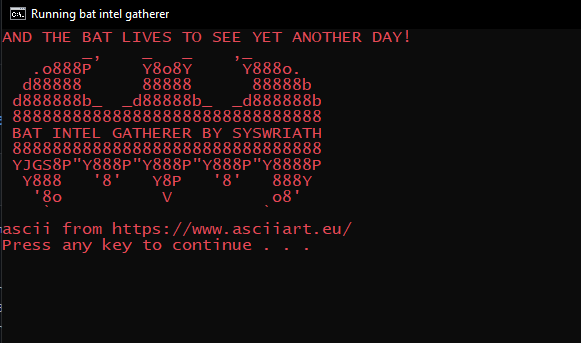 Running bat intel gatherer
AND THE BAT LIVES TO SEE YET ANOTHER DAY!
        _,    _   _    ,_
   .o888P     Y8o8Y     Y888o.
  d88888      88888      88888b
 d888888b_  _d88888b_  _d888888b
 8888888888888888888888888888888
 BAT INTEL GATHERER BY SYSWRIATH
 8888888888888888888888888888888
 YJGS8P"Y888P"Y888P"Y888P"Y8888P
  Y888   '8'   Y8P   '8'   888Y
   '8o          V          o8'
    `                     `
ascii from https://www.asciiart.eu/
Press any key to continue . . .